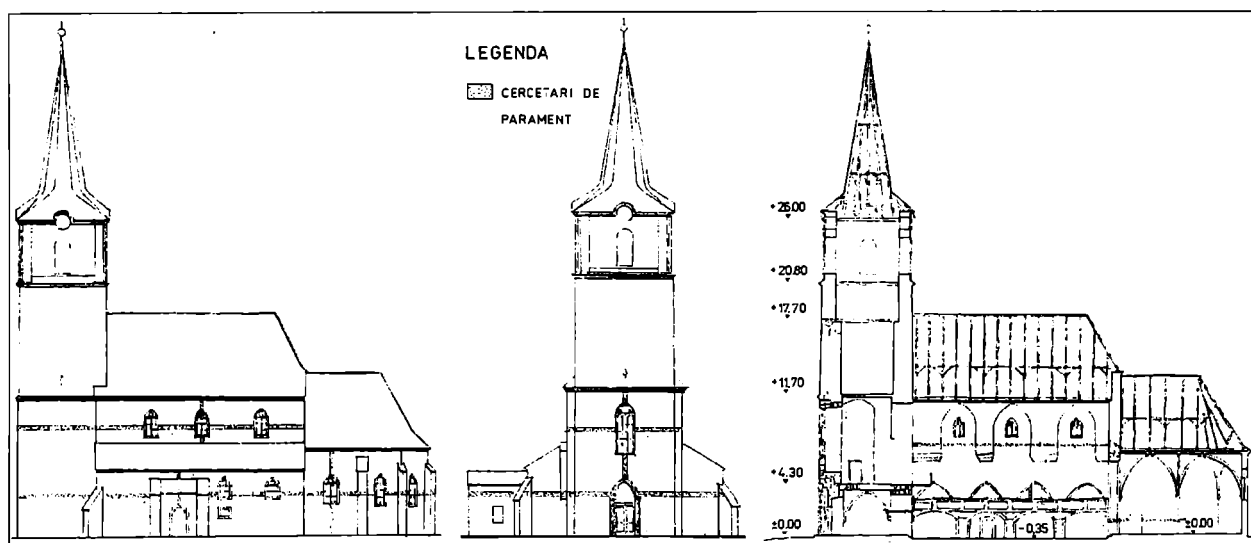 LEGENDA
CERCETARI DE
PARAMENT
+26.00
+20.80
+17.70
+11.70
+4.30
±0.00
-0.35
±0.00